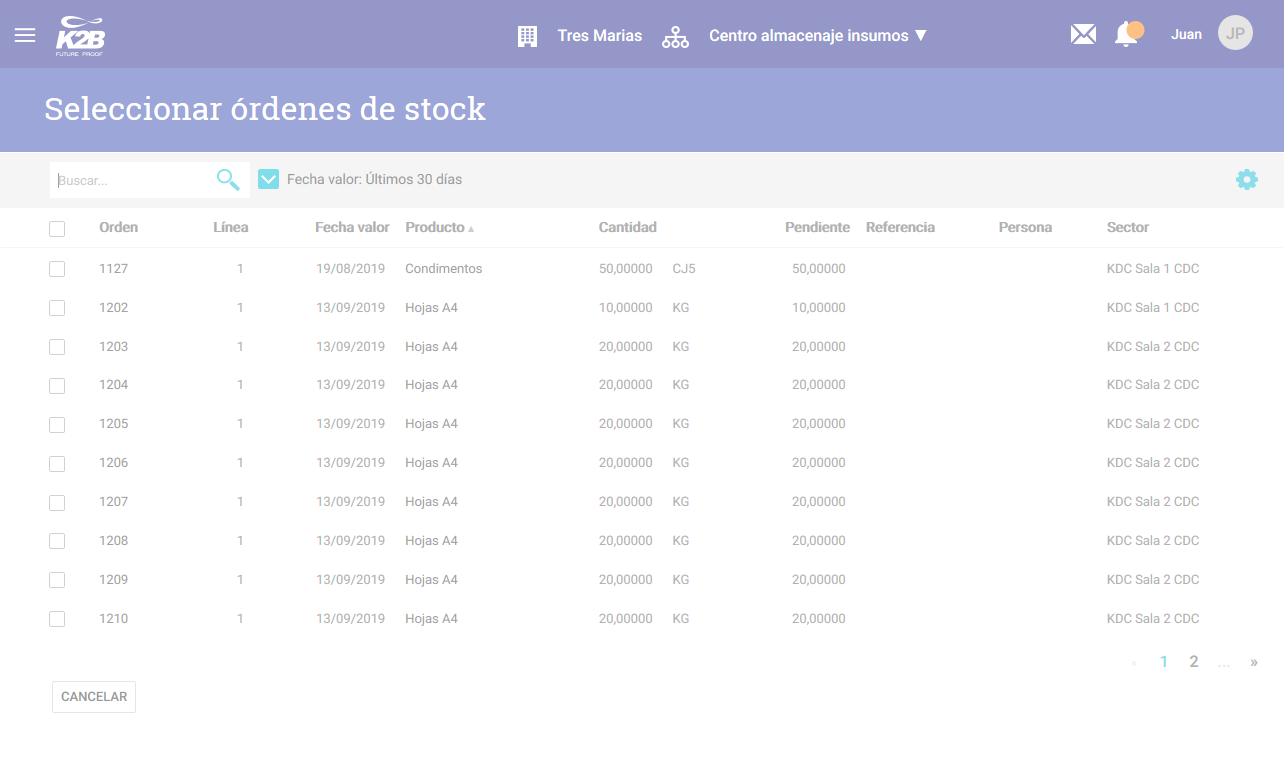 K2B
FUTURE PROOF
Tres Marias
Centro almacenaje insumos ▼
Juan
JP
Seleccionar órdenes de stock
Buscar...
Fecha valor: Últimos 30 días
Orden Línea Fecha valor Producto ▲ Cantidad Pendiente Referencia Persona Sector
1127 1 19/08/2019 Condimentos 50,00000 CJ5 50,00000 KDC Sala 1 CDC
1202 1 13/09/2019 Hojas A4 10,00000 KG 10,00000 KDC Sala 1 CDC
1203 1 13/09/2019 Hojas A4 20,00000 KG 20,00000 KDC Sala 2 CDC
1204 1 13/09/2019 Hojas A4 20,00000 KG 20,00000 KDC Sala 2 CDC
1205 1 13/09/2019 Hojas A4 20,00000 KG 20,00000 KDC Sala 2 CDC
1206 1 13/09/2019 Hojas A4 20,00000 KG 20,00000 KDC Sala 2 CDC
1207 1 13/09/2019 Hojas A4 20,00000 KG 20,00000 KDC Sala 2 CDC
1208 1 13/09/2019 Hojas A4 20,00000 KG 20,00000 KDC Sala 2 CDC
1209 1 13/09/2019 Hojas A4 20,00000 KG 20,00000 KDC Sala 2 CDC
1210 1 13/09/2019 Hojas A4 20,00000 KG 20,00000 KDC Sala 2 CDC
« 1 2 ... »
CANCELAR